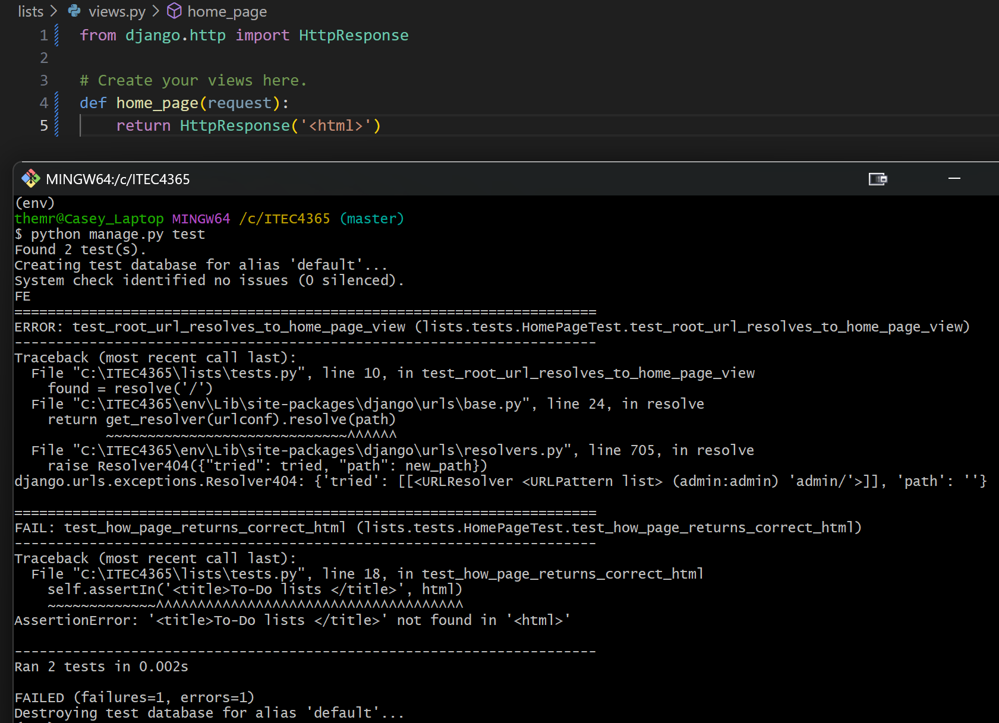 lists > views.py > home_page
1 from django.http import HttpResponse
2
3 # Create your views here.
4 def home_page(request):
5     return HttpResponse('<html>')
MINGW64:/c/ITEC4365
(env)
themr@Casey_Laptop MINGW64 /c/ITEC4365 (master)
$ python manage.py test
Found 2 test(s).
Creating test database for alias 'default'...
System check identified no issues (0 silenced).
FE
======================================================================
ERROR: test_root_url_resolves_to_home_page_view (lists.tests.HomePageTest.test_root_url_resolves_to_home_page_view)
----------------------------------------------------------------------
Traceback (most recent call last):
  File "C:\ITEC4365\lists\tests.py", line 10, in test_root_url_resolves_to_home_page_view
    found = resolve('/')
  File "C:\ITEC4365\env\Lib\site-packages\django\urls\base.py", line 24, in resolve
    return get_resolver(urlconf).resolve(path)
           ~~~~~~~~~~~~~~~~~~~~~~~~~~~~~^^^^^^
  File "C:\ITEC4365\env\Lib\site-packages\django\urls\resolvers.py", line 705, in resolve
    raise Resolver404({"tried": tried, "path": new_path})
django.urls.exceptions.Resolver404: {'tried': [[<URLResolver <URLPattern list> (admin:admin) 'admin/'>]], 'path': ''}
======================================================================
FAIL: test_how_page_returns_correct_html (lists.tests.HomePageTest.test_how_page_returns_correct_html)
----------------------------------------------------------------------
Traceback (most recent call last):
  File "C:\ITEC4365\lists\tests.py", line 18, in test_how_page_returns_correct_html
    self.assertIn('<title>To-Do lists </title>', html)
    ~~~~~~~~~~~~~^^^^^^^^^^^^^^^^^^^^^^^^^^^^^^^^^^^^^
AssertionError: '<title>To-Do lists </title>' not found in '<html>'
----------------------------------------------------------------------
Ran 2 tests in 0.002s
FAILED (failures=1, errors=1)
Destroying test database for alias 'default'...